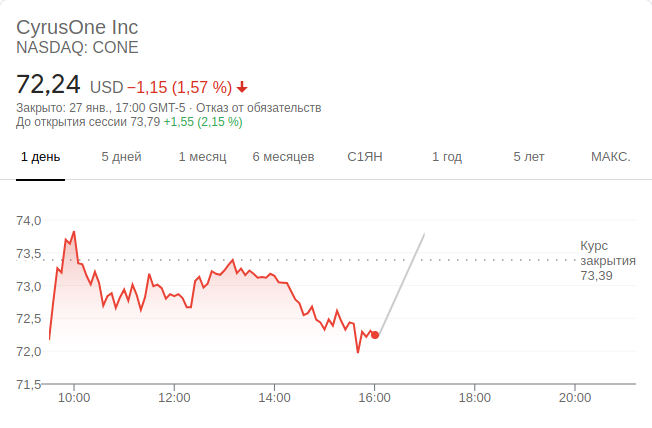 CyrusOne Inc
NASDAQ: CONE
72,24 USD −1,15 (1,57 %)
Закрыто: 27 янв., 17:00 GMT-5 · Отказ от обязательств
До открытия сессии 73,79 +1,55 (2,15 %)
1 день 5 дней 1 месяц 6 месяцев С1ЯН 1 год 5 лет МАКС.
74,0
73,5
73,0
72,5
72,0
71,5
Курс
закрытия
73,39
10:00 12:00 14:00 16:00 18:00 20:00